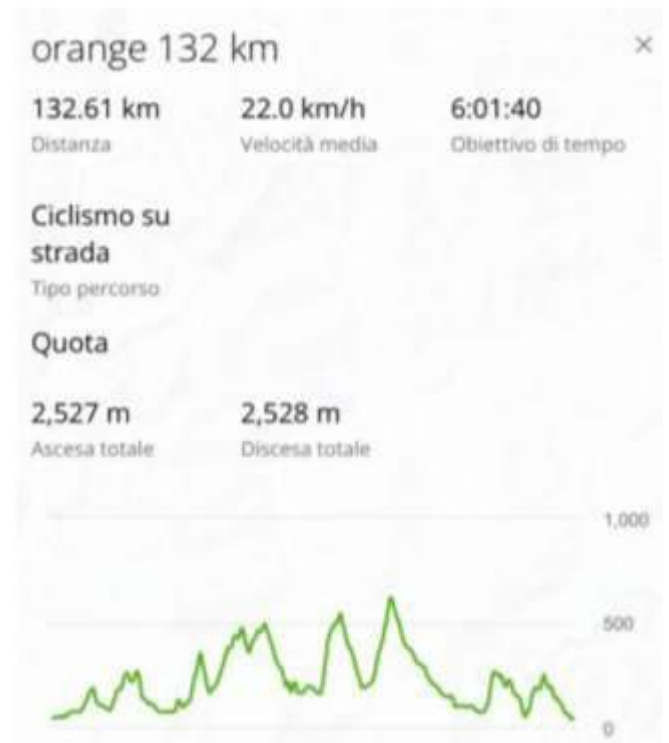 orange 132 km ×
132.61 km 22.0 km/h 6:01:40
Distanza Velocità media Obiettivo di tempo
Ciclismo su
strada
Tipo percorso
Quota
2,527 m 2,528 m
Ascesa totale Discesa totale
1,000
500
0